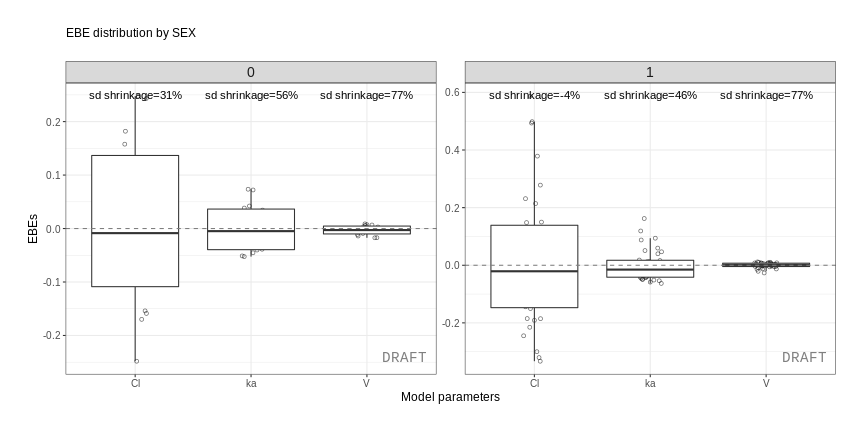 EBE distribution by SEX
0
1
sd shrinkage=31% sd shrinkage=56% sd shrinkage=77%
sd shrinkage=-4% sd shrinkage=46% sd shrinkage=77%
EBEs
0.2
0.1
0.0
-0.1
-0.2
0.6
0.4
0.2
0.0
-0.2
DRAFT
DRAFT
Cl ka V
Cl ka V
Model parameters